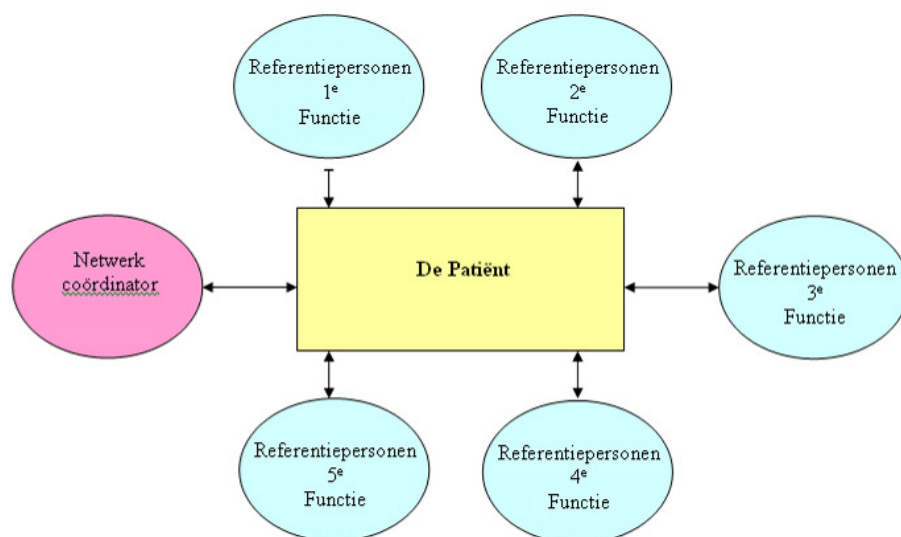 Referentiepersonen
1e
Functie
Referentiepersonen
2e
Functie
Netwerk
coördinator
De Patiënt
Referentiepersonen
3e
Functie
Referentiepersonen
5e
Functie
Referentiepersonen
4e
Functie